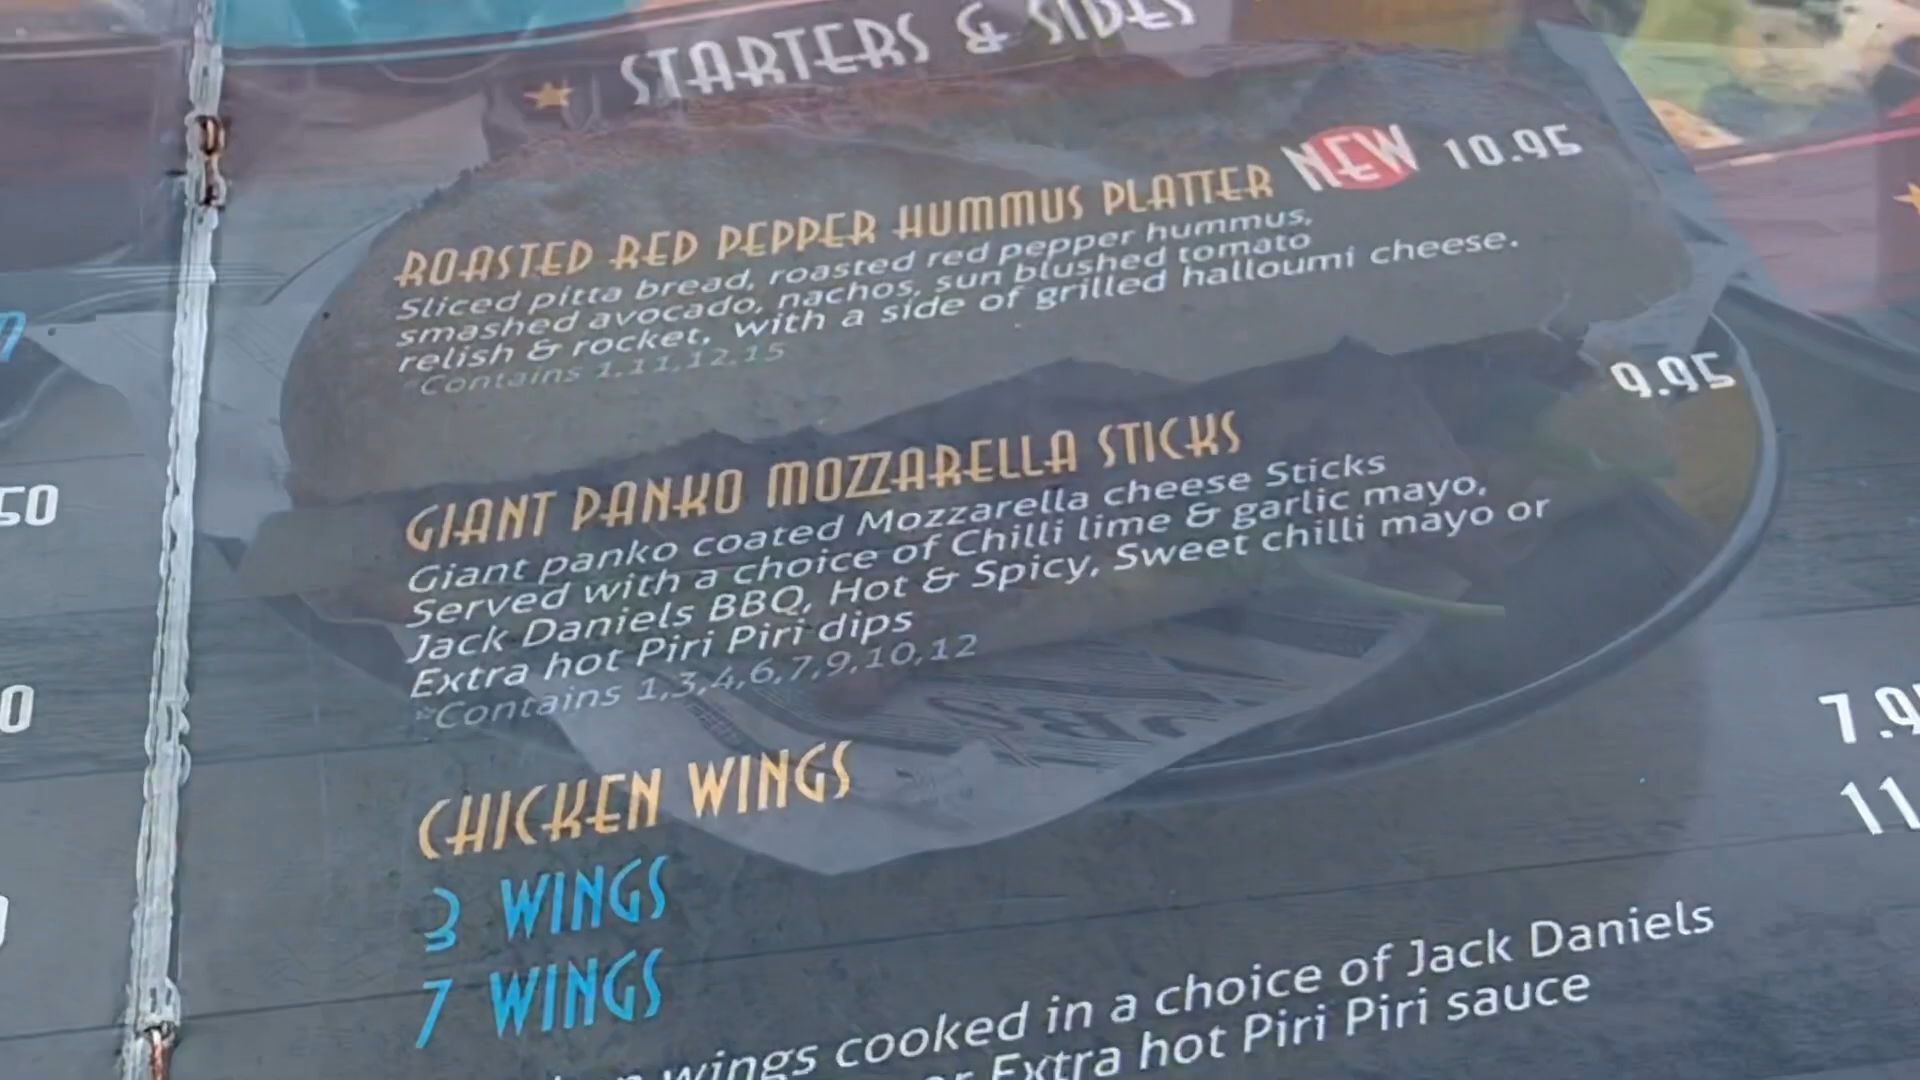 STARTERS & SIDES
ROASTED RED PEPPER HUMMUS PLATTER NEW 10.95
Sliced pitta bread, roasted red pepper hummus,
smashed avocado, nachos, sun blushed tomato
relish & rocket, with a side of grilled halloumi cheese.
*Contains 1,11,12,15
9.95
GIANT PANKO MOZZARELLA STICKS
Giant panko coated Mozzarella cheese Sticks
Served with a choice of Chilli lime & garlic mayo,
Jack Daniels BBQ, Hot & Spicy, Sweet chilli mayo or
Extra hot Piri Piri dips
*Contains 1,3,4,6,7,9,10,12
CHICKEN WINGS
3 WINGS 7.9
7 WINGS 11
wings cooked in a choice of Jack Daniels
Extra hot Piri Piri sauce
50
0